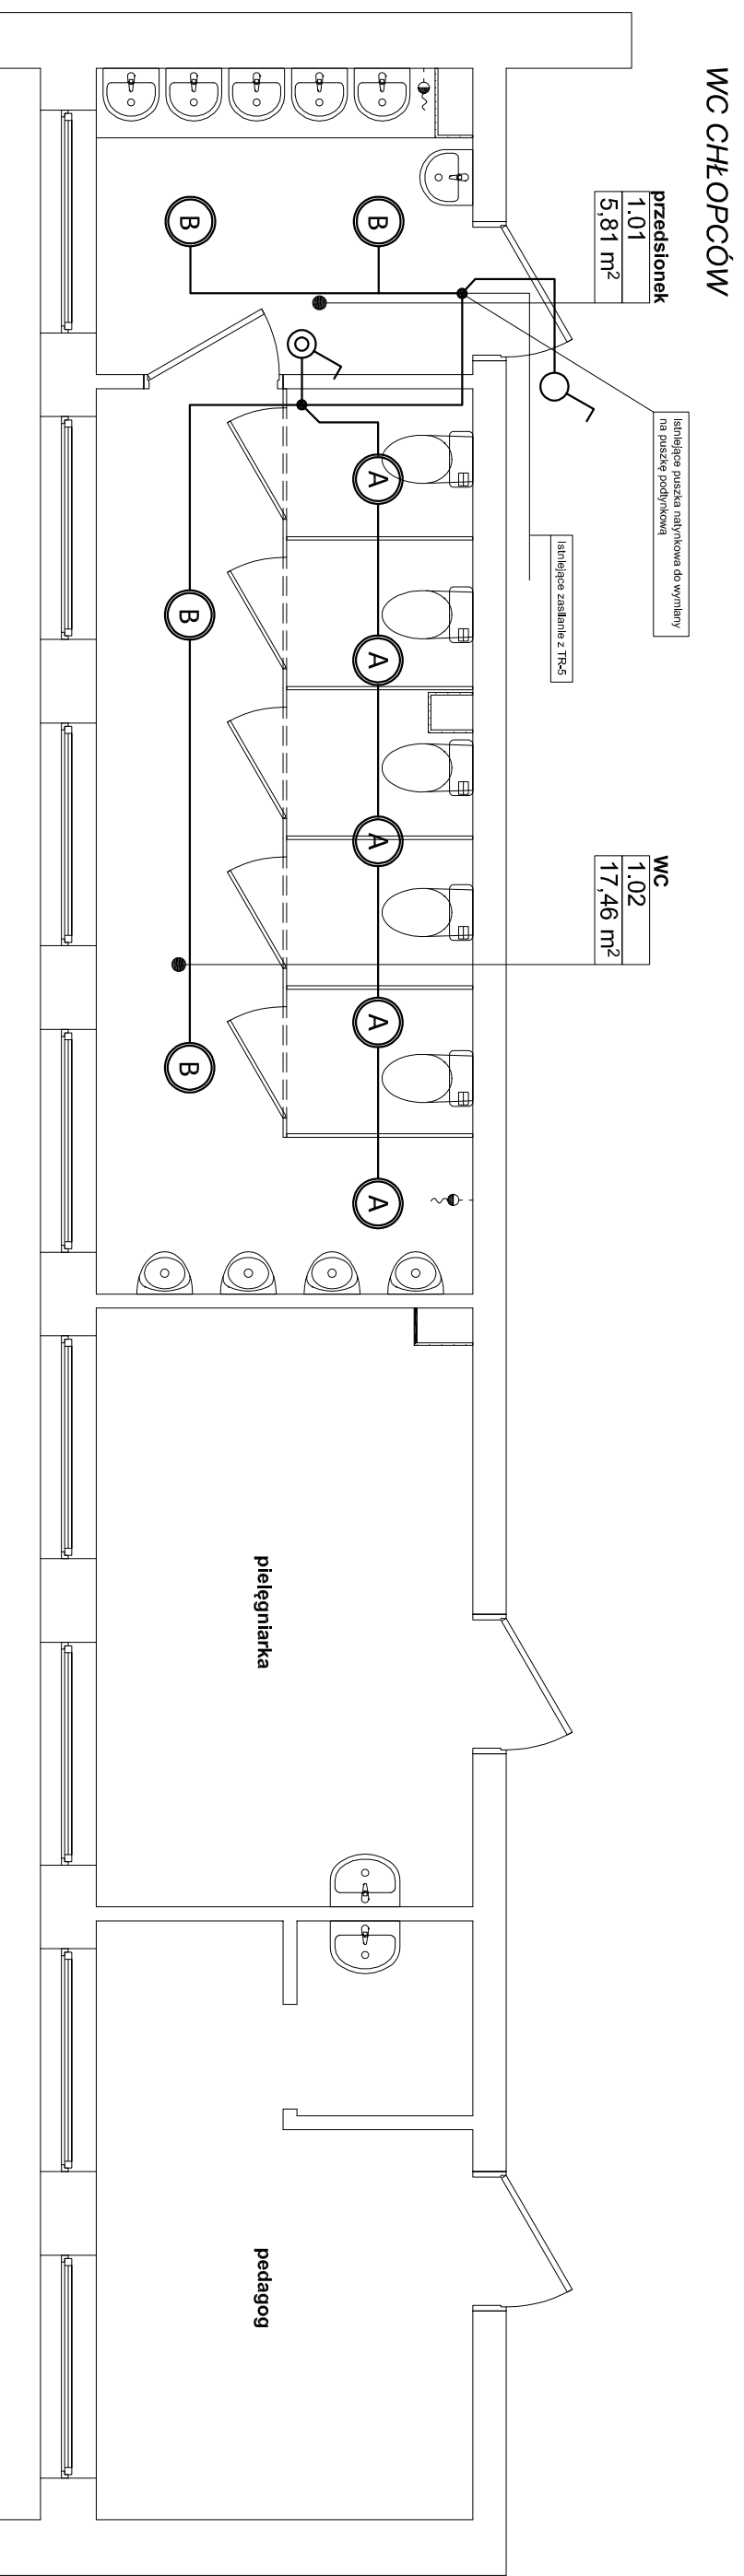 WC CHŁOPCÓW
przedsionek
1.01
5,81 m²
Istniejące puszka natynkowa do wymiany
na puszkę podtynkową
Istniejące zasilanie z TR-5
WC
1.02
17,46 m²
B
B
A
A
A
A
A
B
B
pielęgniarka
pedagog